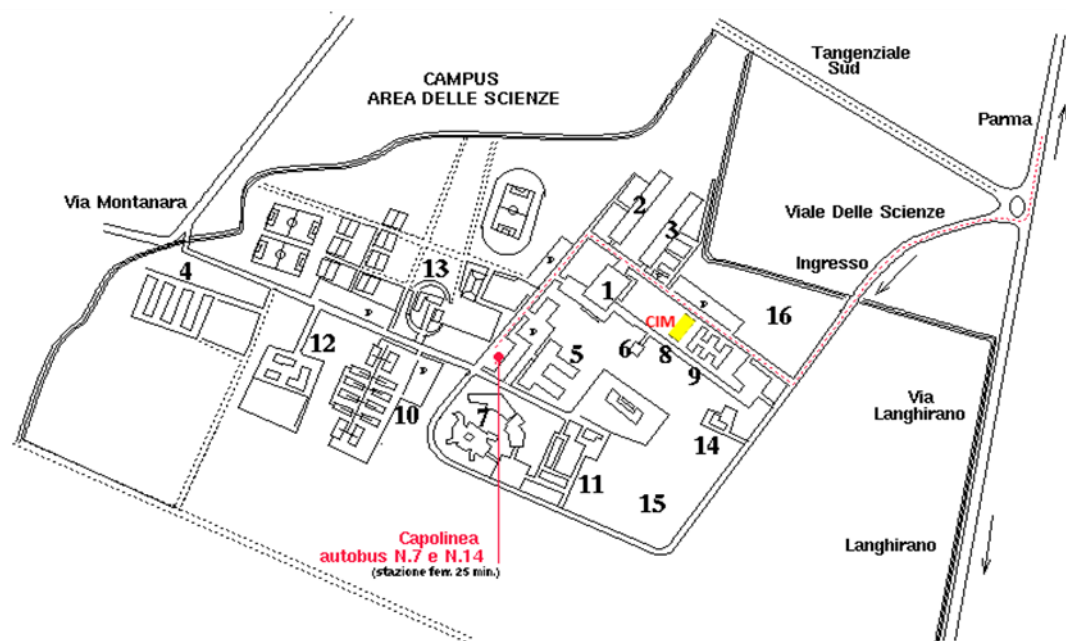 Tangenziale
Sud
CAMPUS
AREA DELLE SCIENZE
Parma
Via Montanara
Viale Delle Scienze
Ingresso
2
3
4
13
1
16
CIM
P
P
P
P
P
12
5
6
8
9
10
7
14
11
15
Via
Langhirano
Langhirano
Capolinea
autobus N.7 e N.14
(stazione ferr. 25 min.)